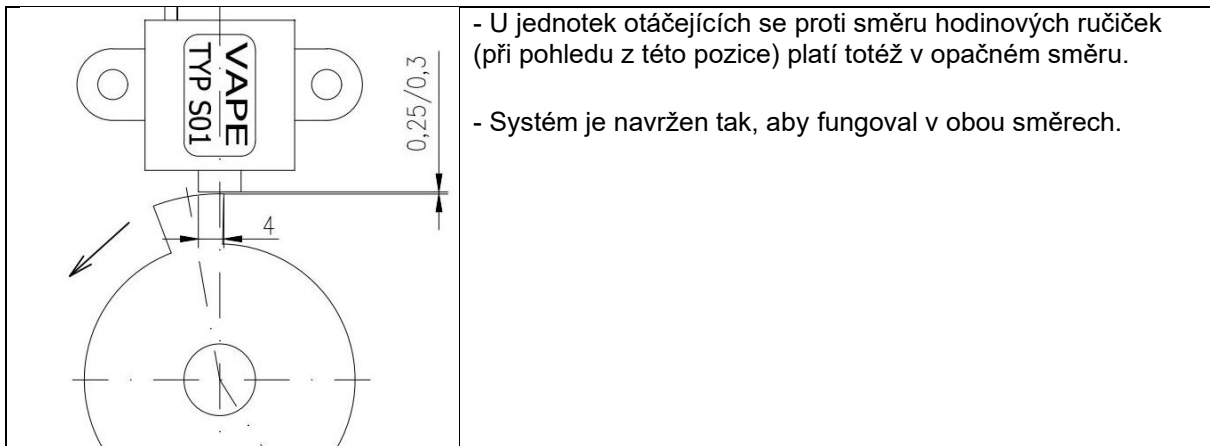 VAPE
TYP S01
0,25/0,3
4
- U jednotek otáčejících se proti směru hodinových ručiček
(při pohledu z této pozice) platí totéž v opačném směru.
- Systém je navržen tak, aby fungoval v obou směrech.